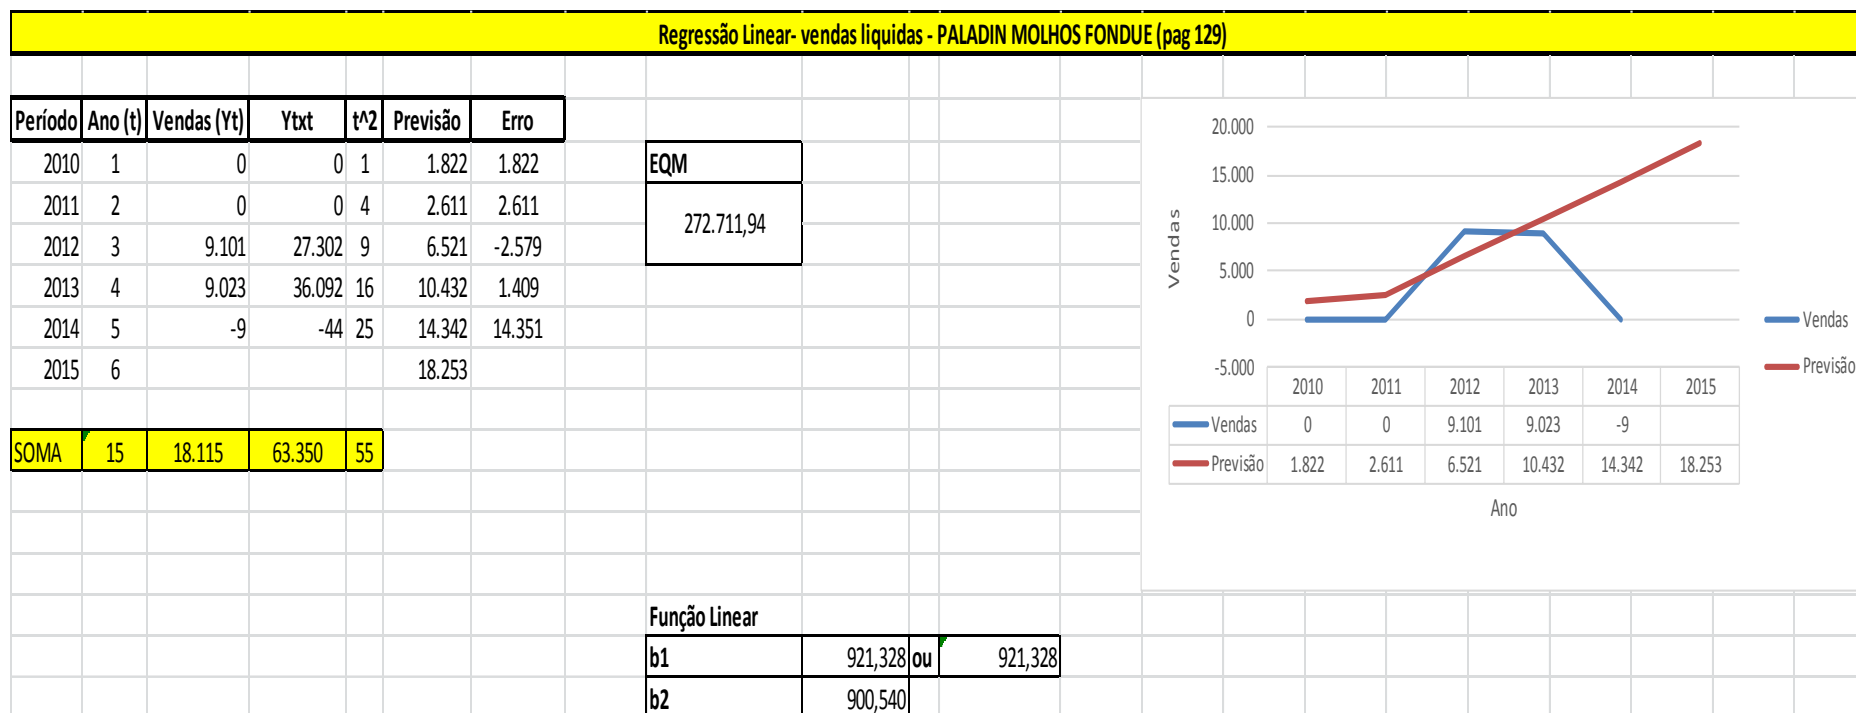 Regressão Linear- vendas liquidas - PALADIN MOLHOS FONDUE (pag 129)
Período Ano (t) Vendas (Yt) Ytxt t^2 Previsão Erro
2010 1 0 0 1 1.822 1.822
2011 2 0 0 4 2.611 2.611
2012 3 9.101 27.302 9 6.521 -2.579
2013 4 9.023 36.092 16 10.432 1.409
2014 5 -9 -44 25 14.342 14.351
2015 6 18.253
SOMA 15 18.115 63.350 55
EQM
272.711,94
20.000
15.000
10.000
5.000
0
-5.000
Vendas
2010 2011 2012 2013 2014 2015
Vendas 0 0 9.101 9.023 -9
Previsão 1.822 2.611 6.521 10.432 14.342 18.253
Ano
Vendas
Previsão
Função Linear
b1 921,328 ou 921,328
b2 900,540